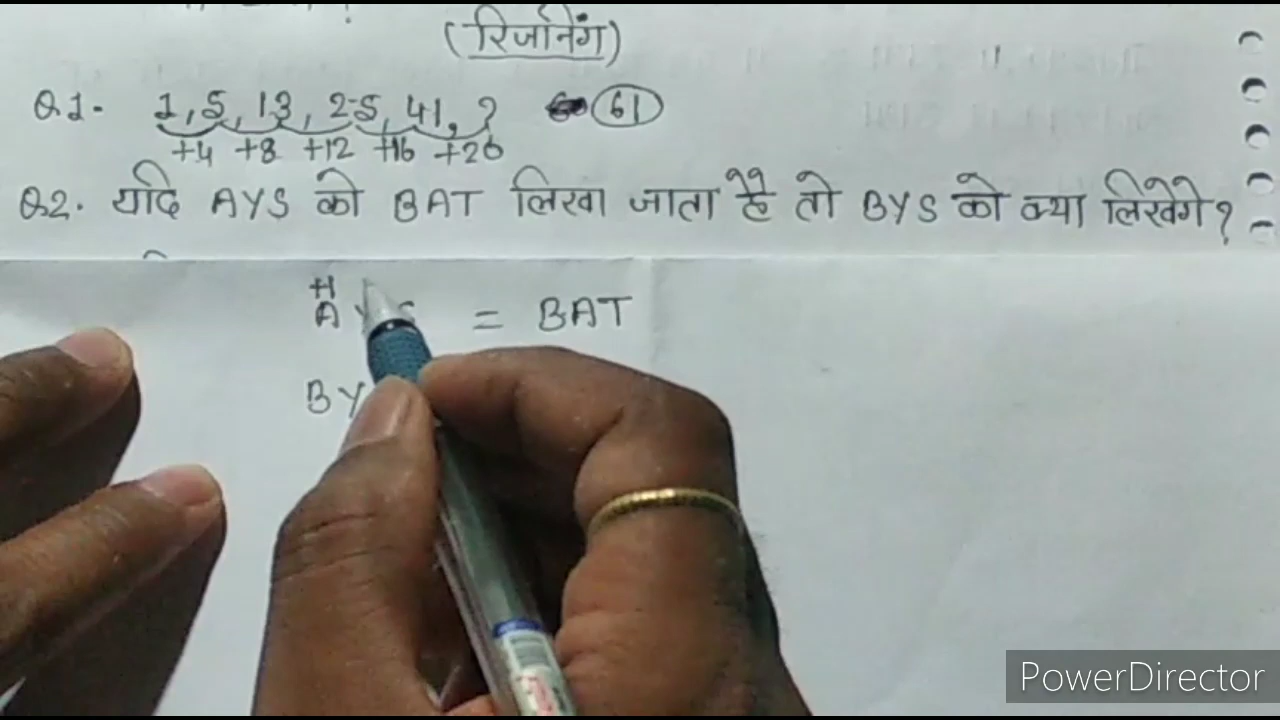 (रिजनिंग)
Q1- 1, 5, 13, 25, 41, ? 61
+4 +8 +12 +16 +20
Q2. यदि AYS को BAT लिखा जाता है तो BYS को क्या लिखेंगे?
+1
A Y S = BAT
BY
PowerDirector